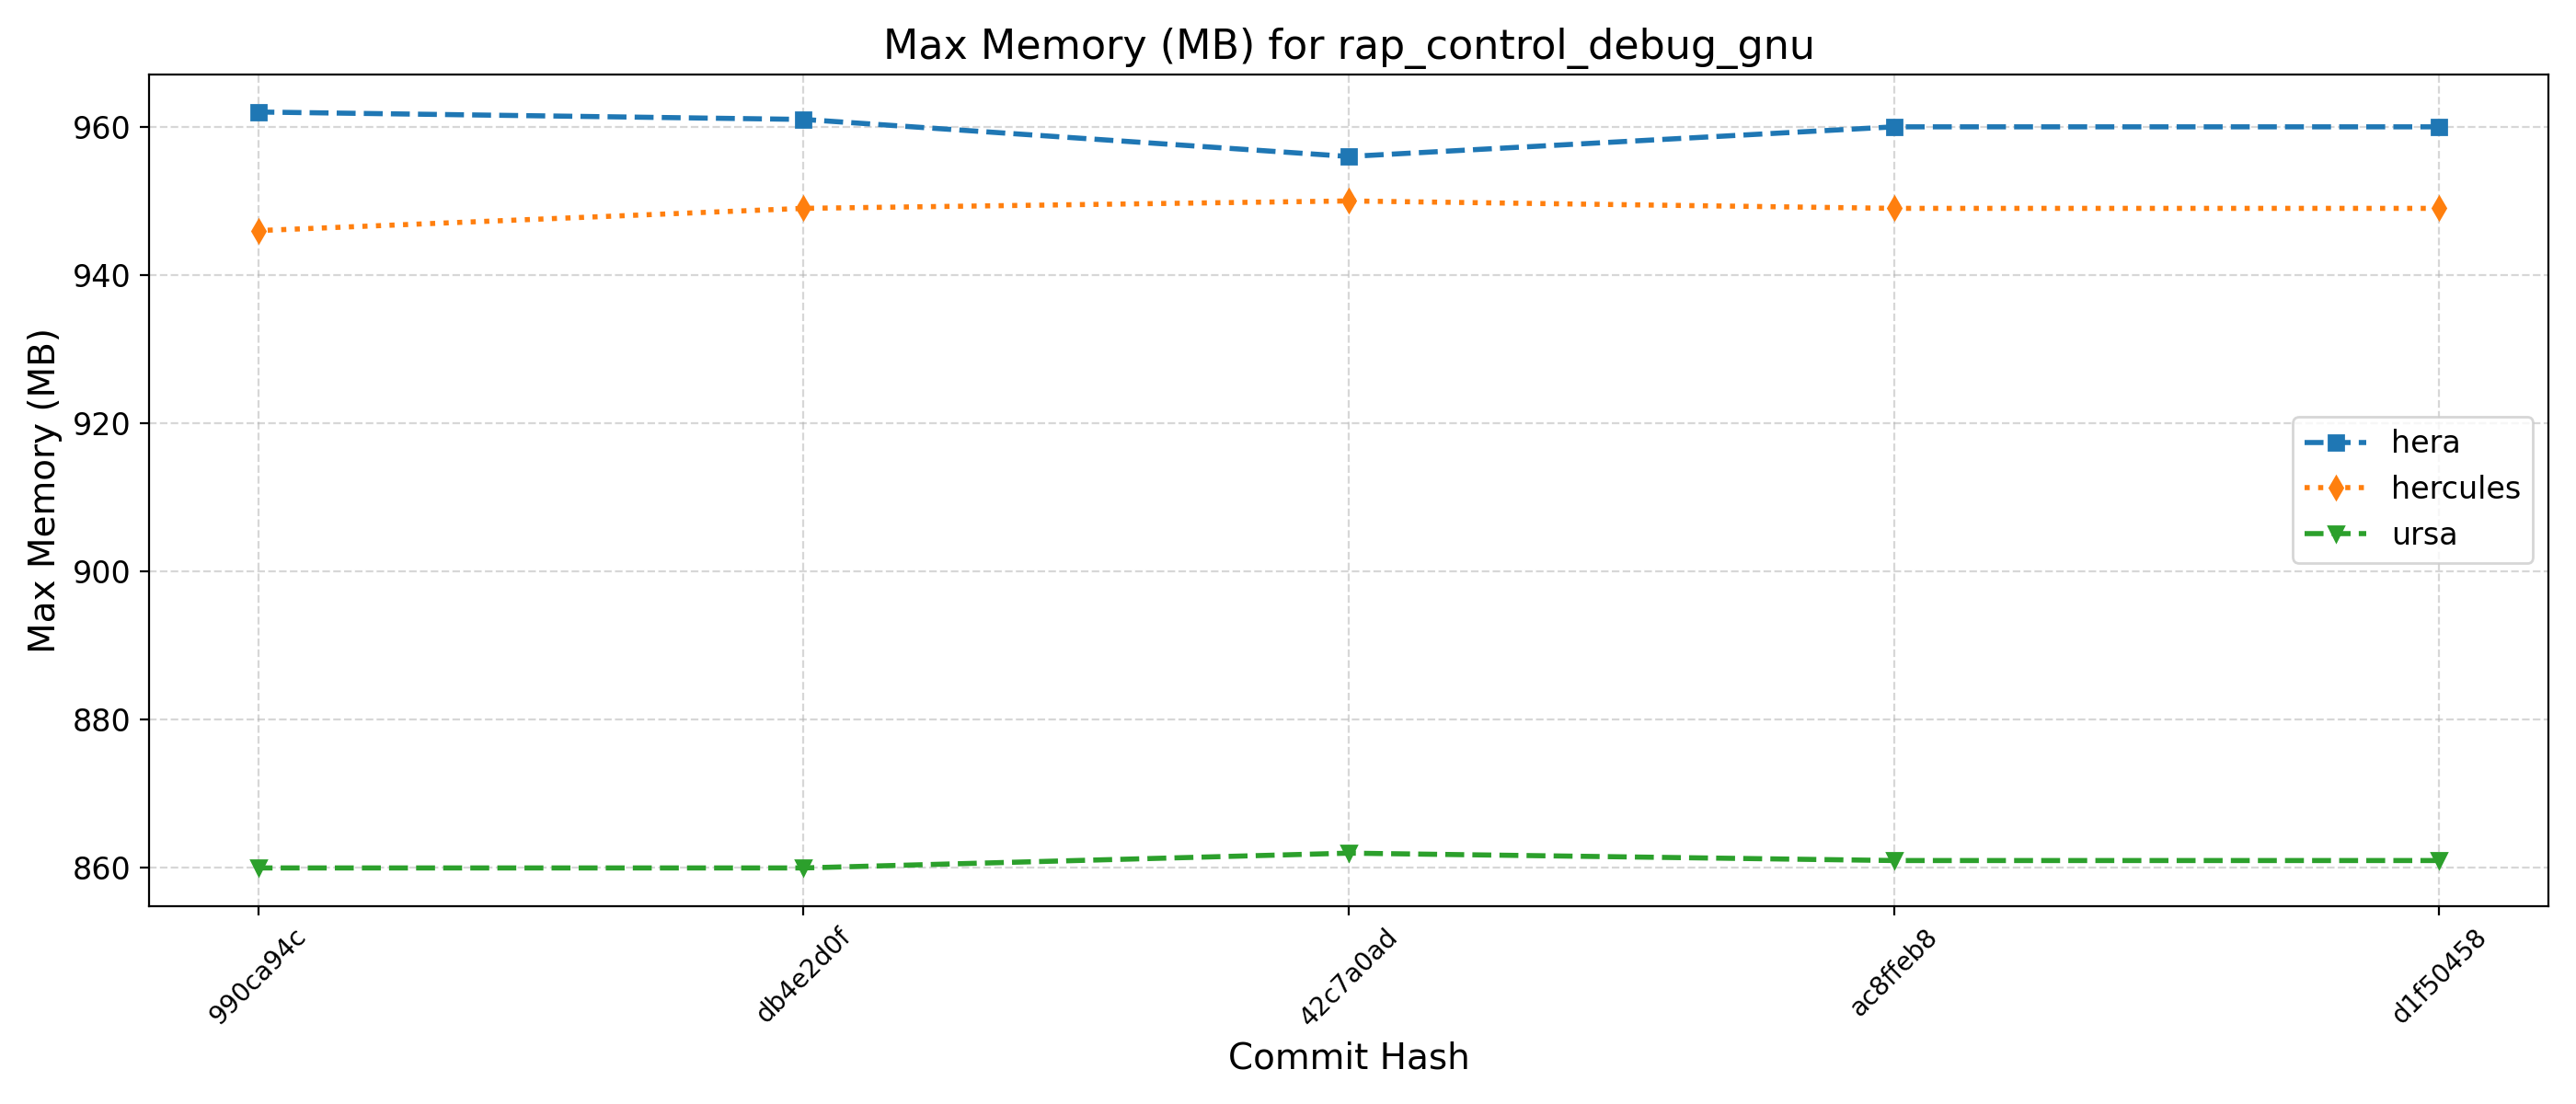 Max Memory (MB) for rap_control_debug_gnu
Max Memory (MB)
960
940
920
900
880
860
hera
hercules
ursa
990ca94c
db4e2d0f
42c7a0ad
ac8ffeb8
d1f50458
Commit Hash